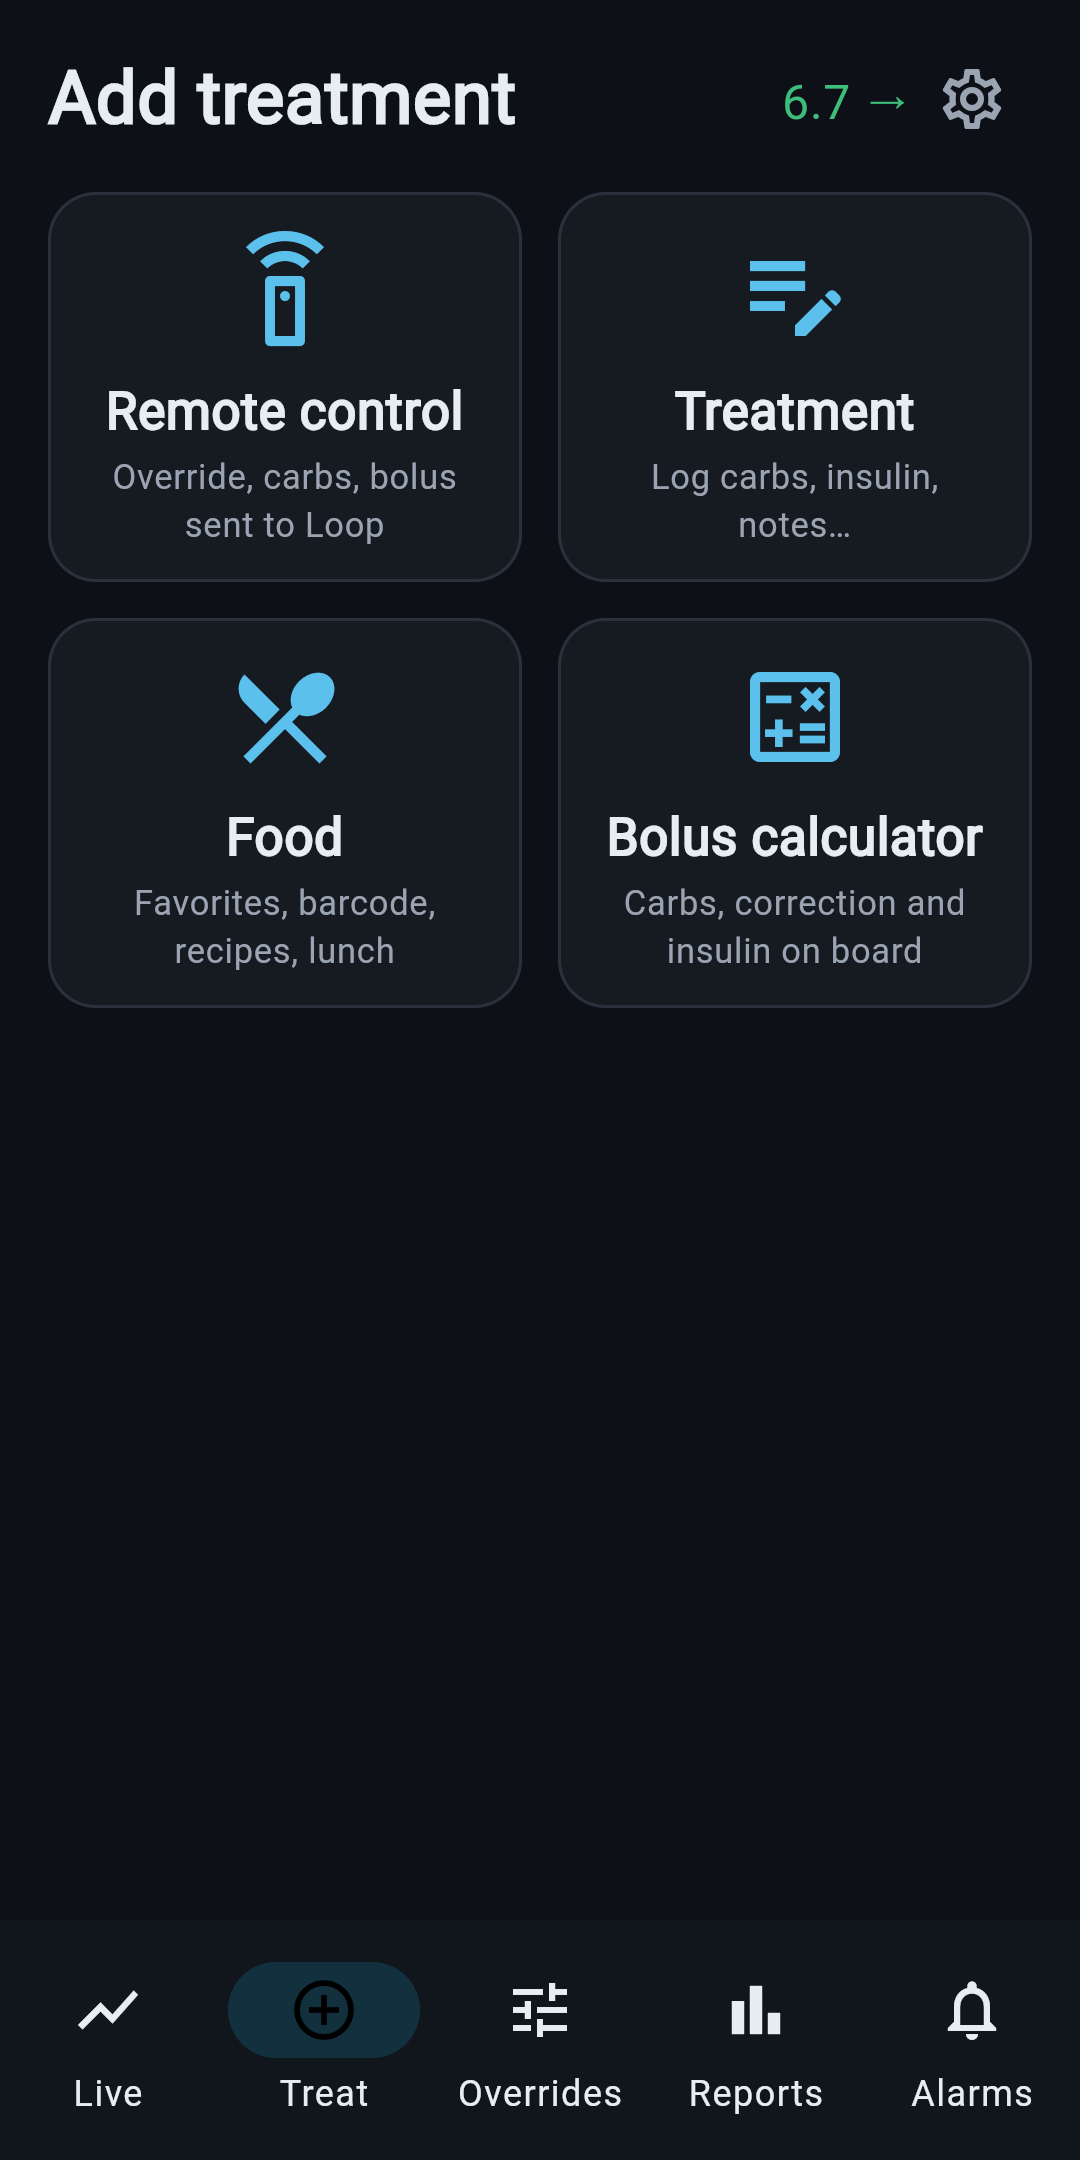 Add treatment
6.7 →
Remote control
Override, carbs, bolus
sent to Loop
Treatment
Log carbs, insulin,
notes…
Food
Favorites, barcode,
recipes, lunch
Bolus calculator
Carbs, correction and
insulin on board
Live
Treat
Overrides
Reports
Alarms